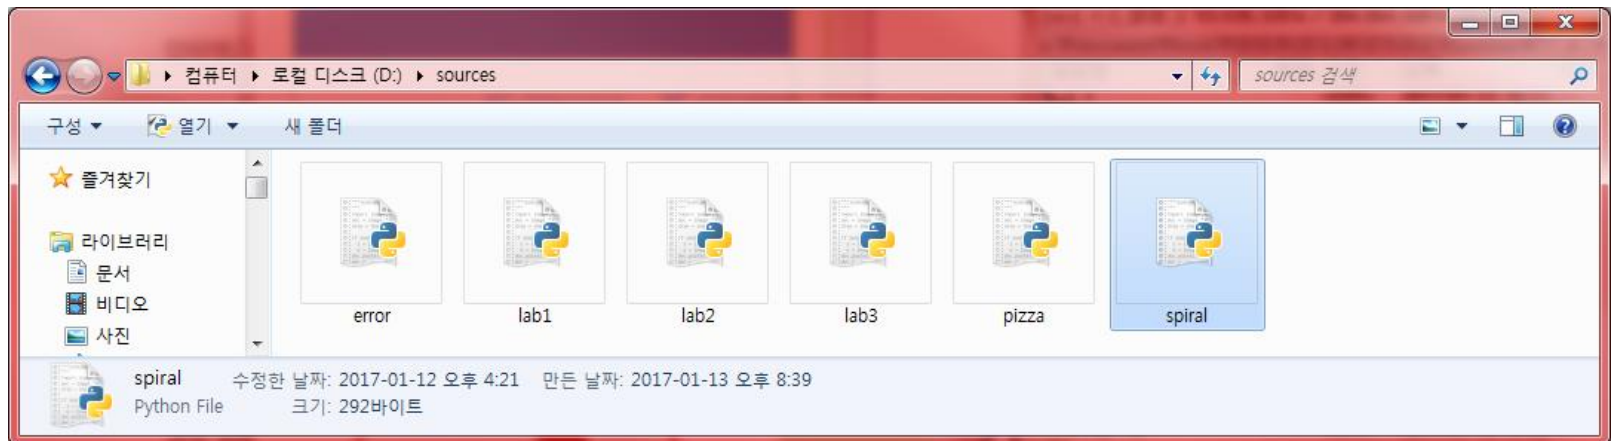 컴퓨터 ▸ 로컬 디스크 (D:) ▸ sources
sources 검색
구성 열기 새 폴더
즐겨찾기
라이브러리
문서
비디오
사진
error lab1 lab2 lab3 pizza spiral
spiral 수정한 날짜: 2017-01-12 오후 4:21 만든 날짜: 2017-01-13 오후 8:39
Python File 크기: 292바이트